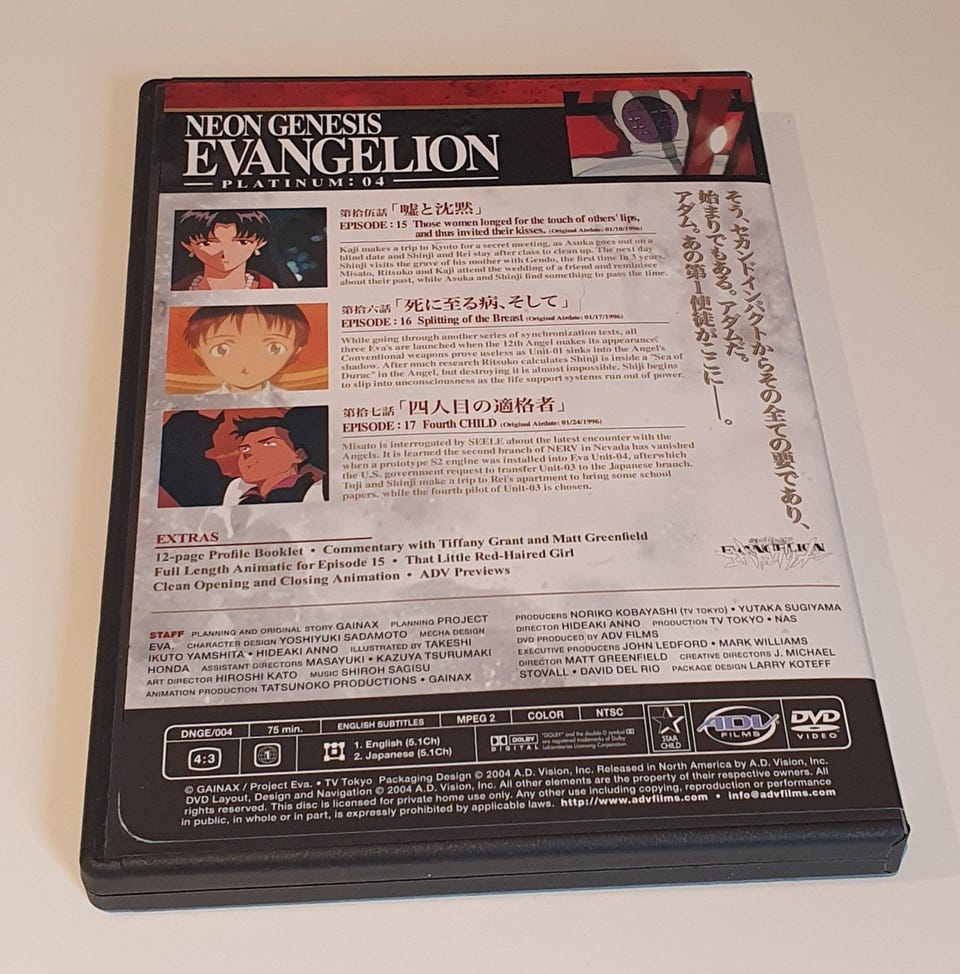 NEON GENESIS
EVANGELION
PLATINUM: 04
第拾伍話「嘘と沈黙」
EPISODE: 15 Those women longed for the touch of others' lips,
and thus invited their kisses. (Original Airdate: 01/10/1996)
Kaji makes a trip to Kyoto for a secret meeting, as Asuka goes out on a
blind date and Shinji and Rei stay after class to clean up. The next day
Shinji visits the grave of his mother with Gendo, the first time in 3 years.
Misato, Ritsuko and Kaji attend the wedding of a friend and reminisce
about their past, while Asuka and Shinji find something to pass the time.
第拾六話「死に至る病、そして」
EPISODE: 16 Splitting of the Breast (Original Airdate: 01/17/1996)
While going through another series of synchronization tests, all
three Eva's are launched when the 12th Angel makes its appearance.
Conventional weapons prove useless as Unit-01 sinks into the Angel's
shadow. After much research Ritsuko calculates Shinji is inside a "Sea of
Durac" in the Angel, but destroying it is almost impossible. Shiji begins
to slip into unconsciousness as the life support systems run out of power.
第拾七話「四人目の適格者」
EPISODE: 17 Fourth CHILD (Original Airdate: 01/24/1996)
Misato is interrogated by SEELE about the latest encounter with the
Angels. It is learned the second branch of NERV in Nevada has vanished
when a prototype S2 engine was installed into Eva Unit-04, afterwhich
the U.S. government request to transfer Unit-03 to the Japanese branch.
Toji and Shinji make a trip to Rei's apartment to bring some school
papers, while the fourth pilot of Unit-03 is chosen.
そう、セカンドインパクトからその全ての要であり、
始まりでもある。アダムだ。
アダム。あの第1使徒がここに——。
EVANGELION
EXTRAS
12-page Profile Booklet • Commentary with Tiffany Grant and Matt Greenfield
Full Length Animatic for Episode 15 • That Little Red-Haired Girl
Clean Opening and Closing Animation • ADV Previews
STAFF PLANNING AND ORIGINAL STORY GAINAX PLANNING PROJECT
EVA. CHARACTER DESIGN YOSHIYUKI SADAMOTO MECHA DESIGN
IKUTO YAMSHITA • HIDEAKI ANNO ILLUSTRATED BY TAKESHI
HONDA ASSISTANT DIRECTORS MASAYUKI • KAZUYA TSURUMAKI
ART DIRECTOR HIROSHI KATO MUSIC SHIROH SAGISU
ANIMATION PRODUCTION TATSUNOKO PRODUCTIONS • GAINAX
PRODUCERS NORIKO KOBAYASHI (TV TOKYO) • YUTAKA SUGIYAMA
DIRECTOR HIDEAKI ANNO PRODUCTION TV TOKYO • NAS
DVD PRODUCED BY ADV FILMS
EXECUTIVE PRODUCERS JOHN LEDFORD • MARK WILLIAMS
DIRECTOR MATT GREENFIELD CREATIVE DIRECTORS J. MICHAEL
STOVALL • DAVID DEL RIO PACKAGE DESIGN LARRY KOTEFF
DNGE/004 75 min. ENGLISH SUBTITLES MPEG 2 COLOR NTSC
4:3 1
1. English (5.1Ch)
2. Japanese (5.1Ch)
DOLBY
DIGITAL
"DOLBY" and the double D symbol
are registered trademarks of Dolby
Laboratories Licensing Corporation.
STAR
CHILD
ADV
FILMS
DVD
VIDEO
© GAINAX / Project Eva. • TV Tokyo Packaging Design © 2004 A.D. Vision, Inc. Released in North America by A.D. Vision, Inc.
DVD Layout, Design and Navigation © 2004 A.D. Vision, Inc. All other elements are the property of their respective owners. All
rights reserved. This disc is licensed for private home use only. Any other use including copying, reproduction or performance
in public, in whole or in part, is expressly prohibited by applicable laws. http://www.advfilms.com • info@advfilms.com